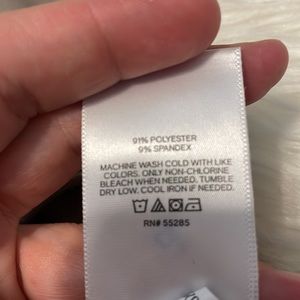 91% POLYESTER
9% SPANDEX
MACHINE WASH COLD WITH LIKE
COLORS. ONLY NON-CHLORINE
BLEACH WHEN NEEDED. TUMBLE
DRY LOW. COOL IRON IF NEEDED.
RN# 55285